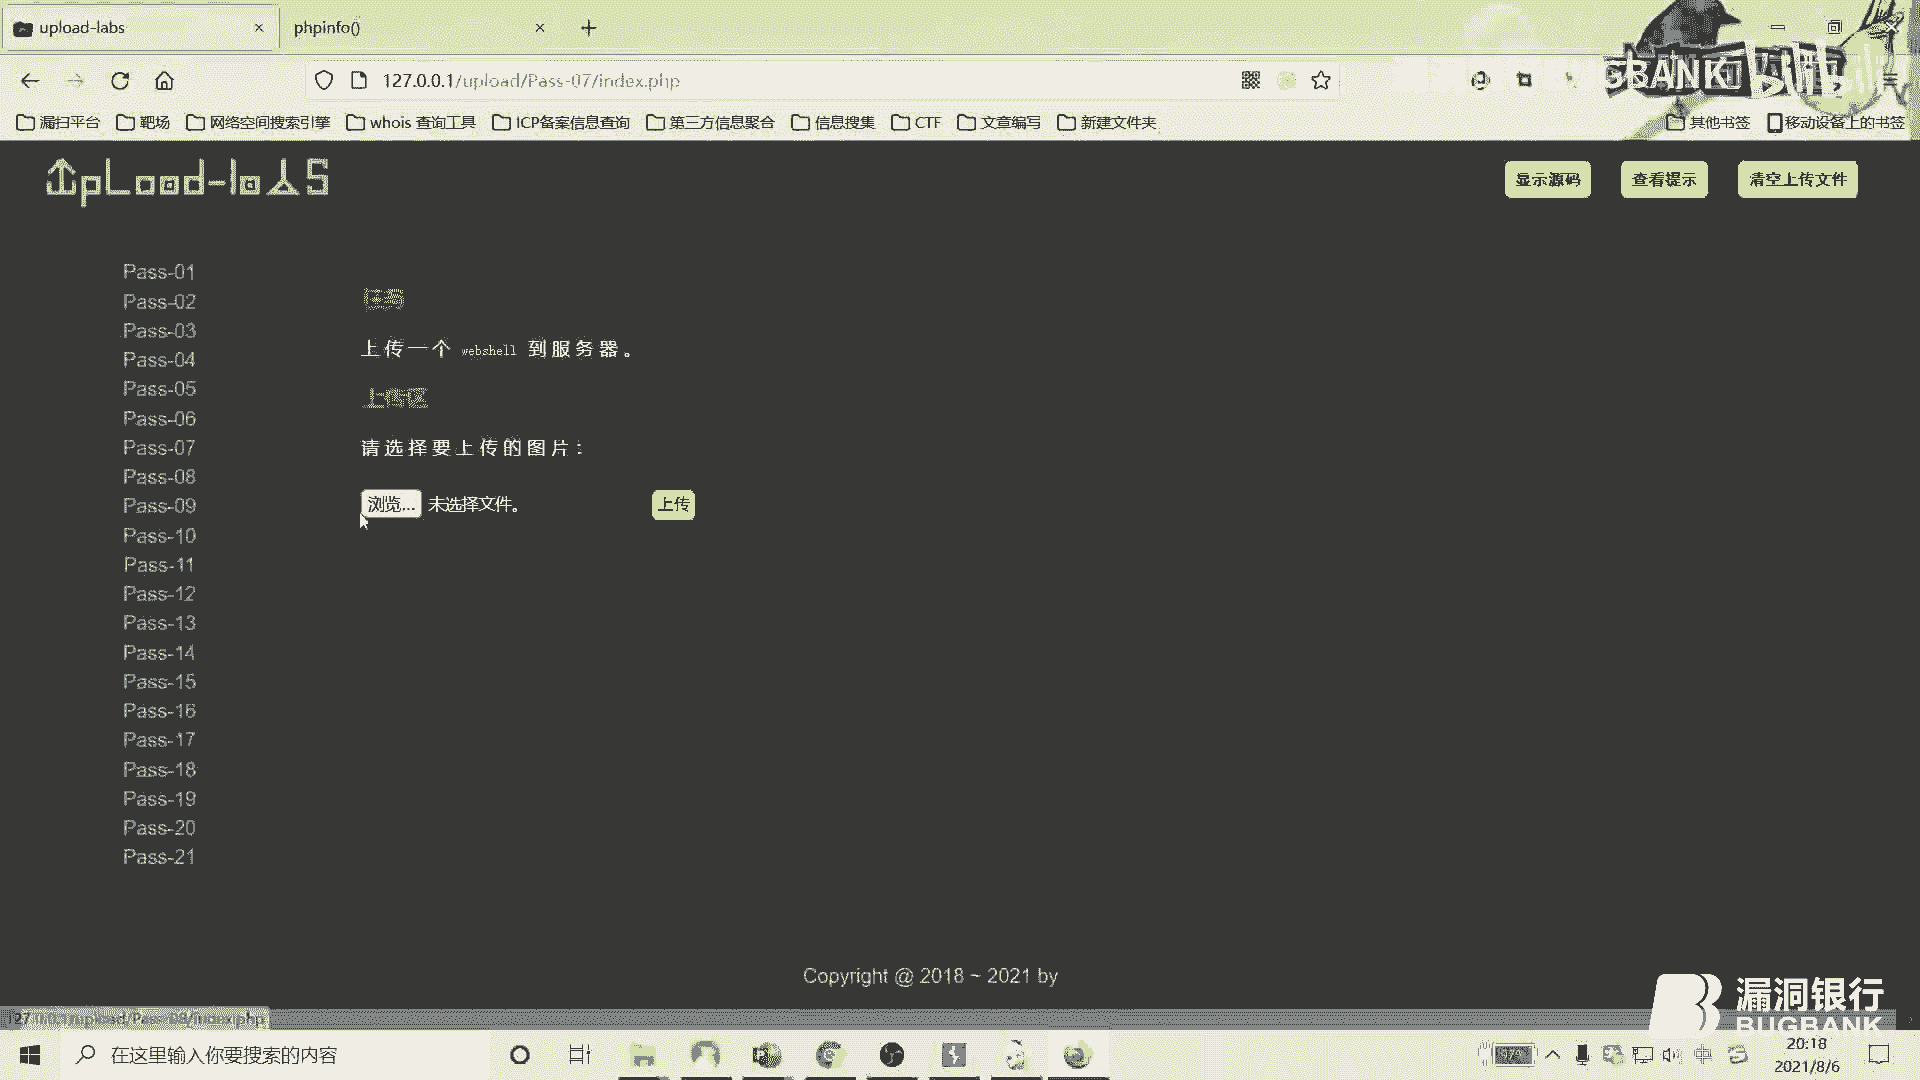 upload-labs
phpinfo()
127.0.0.1/upload/Pass-07/index.php
漏扫平台 靶场 网络空间搜索引擎 whois 查询工具 ICP备案信息查询 第三方信息聚合 信息搜集 CTF 文章编写 新建文件夹 其他书签 移动设备上的书签
UpLoad-labs
显示源码 查看提示 清空上传文件
Pass-01
Pass-02
Pass-03
Pass-04
Pass-05
Pass-06
Pass-07
Pass-08
Pass-09
Pass-10
Pass-11
Pass-12
Pass-13
Pass-14
Pass-15
Pass-16
Pass-17
Pass-18
Pass-19
Pass-20
Pass-21
任务
上传一个 webshell 到服务器。
上传区
请选择要上传的图片：
浏览... 未选择文件。 上传
Copyright @ 2018 ~ 2021 by
漏洞银行
BUGBANK
在这里输入你要搜索的内容
中
20:18
2021/8/6